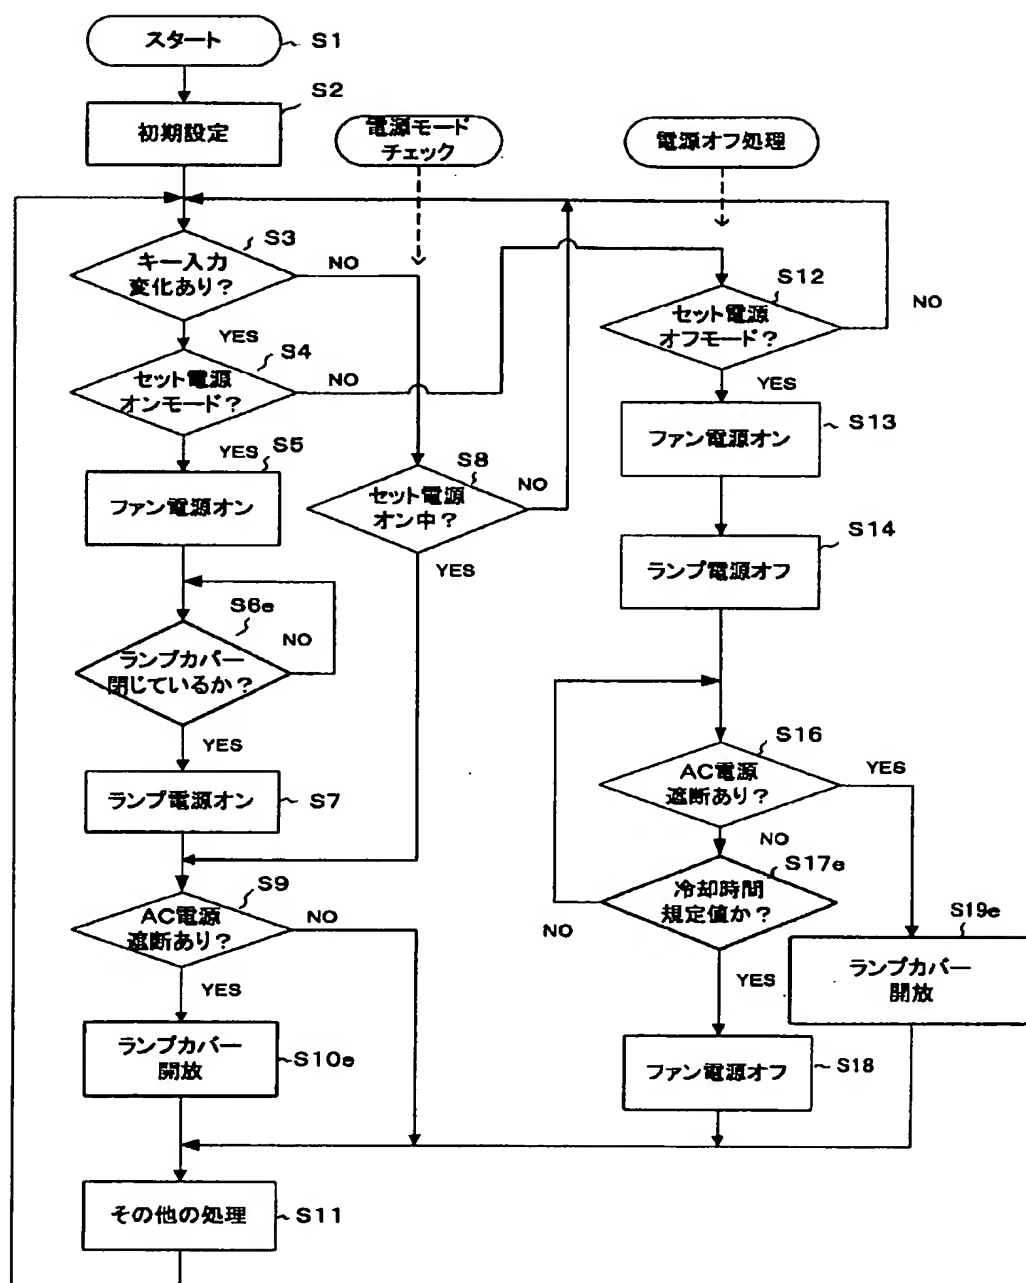 スタート
S1
S2
初期設定
電源モード
チェック
電源オフ処理
S3
キー入力
変化あり?
NO
YES
S4
セット電源
オンモード?
NO
YES
S5
ファン電源オン
S6e
NO
ランプカバー
閉じているか?
YES
ランプ電源オン
S7
S8
セット電源
オン中?
NO
YES
S9
AC電源
遮断あり?
NO
YES
ランプカバー
開放
S10e
その他の処理
S11
S12
セット電源
オフモード?
NO
YES
ファン電源オン
S13
S14
ランプ電源オフ
S16
AC電源
遮断あり?
YES
NO
S17e
冷却時間
規定値か?
NO
YES
S19e
ランプカバー
開放
ファン電源オフ
S18